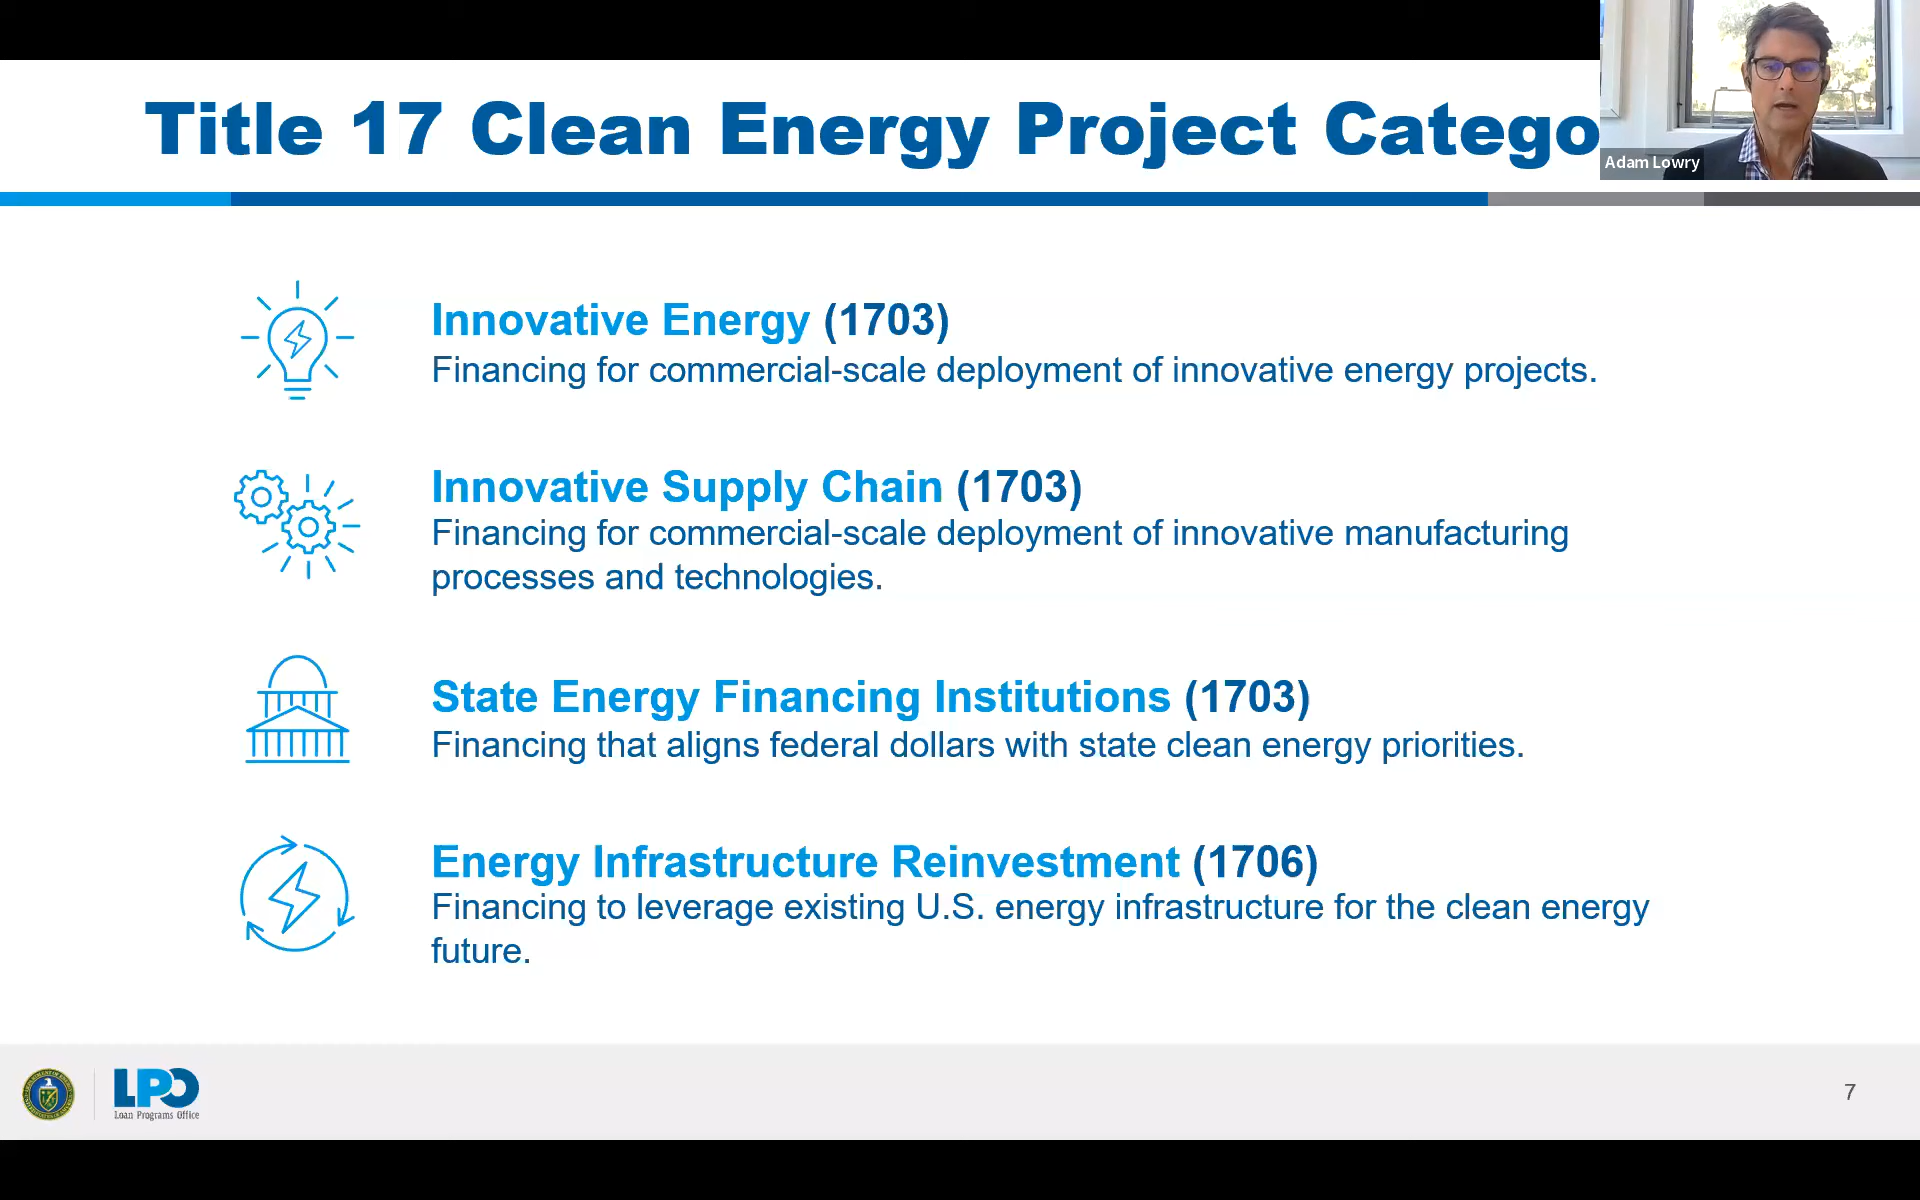 Title 17 Clean Energy Project Catego
Adam Lowry
Innovative Energy (1703)
Financing for commercial-scale deployment of innovative energy projects.
Innovative Supply Chain (1703)
Financing for commercial-scale deployment of innovative manufacturing
processes and technologies.
State Energy Financing Institutions (1703)
Financing that aligns federal dollars with state clean energy priorities.
Energy Infrastructure Reinvestment (1706)
Financing to leverage existing U.S. energy infrastructure for the clean energy
future.
LPO
Loan Programs Office
7